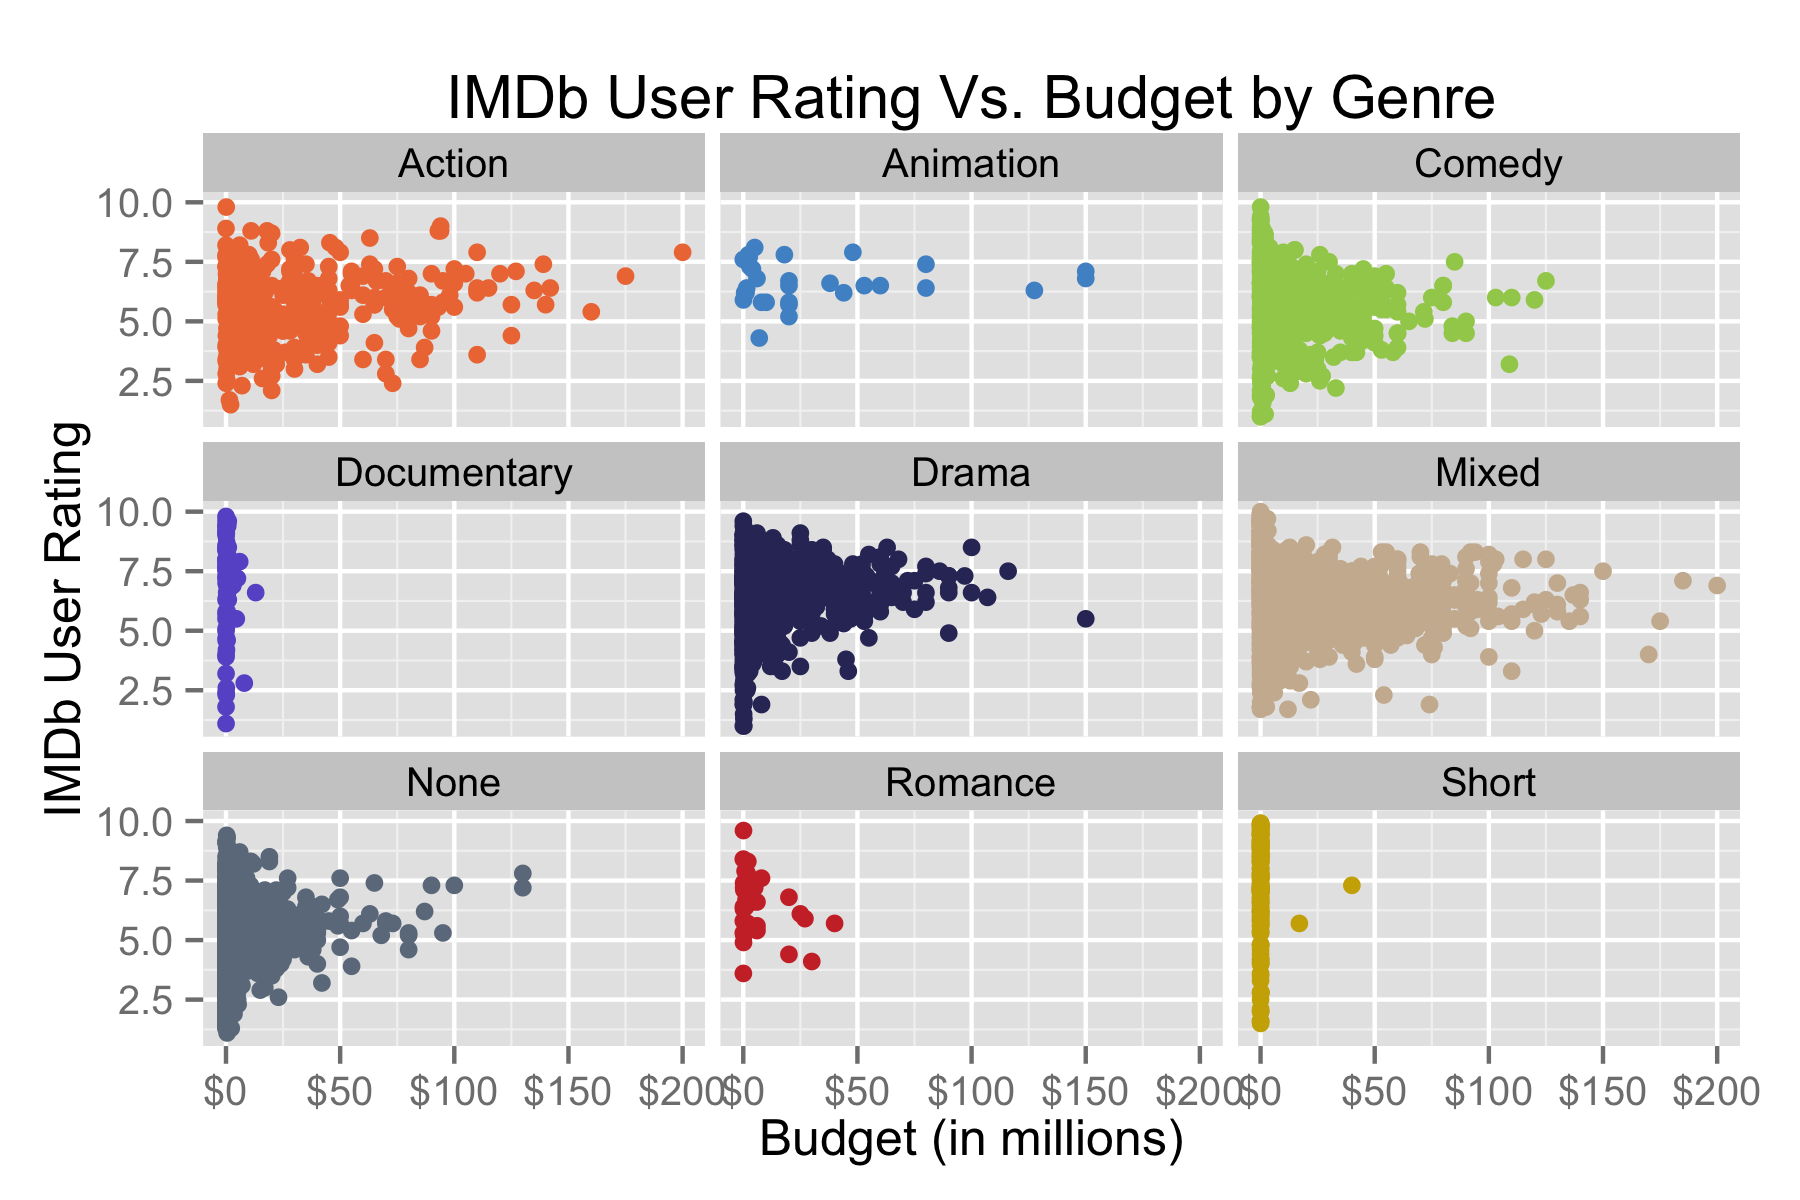 IMDb User Rating Vs. Budget by Genre
Action Animation Comedy
10.0
7.5
5.0
2.5
Documentary Drama Mixed
10.0
7.5
5.0
2.5
None Romance Short
10.0
7.5
5.0
2.5
$0 $50 $100 $150 $200 $0 $50 $100 $150 $200 $0 $50 $100 $150 $200
Budget (in millions)
IMDb User Rating